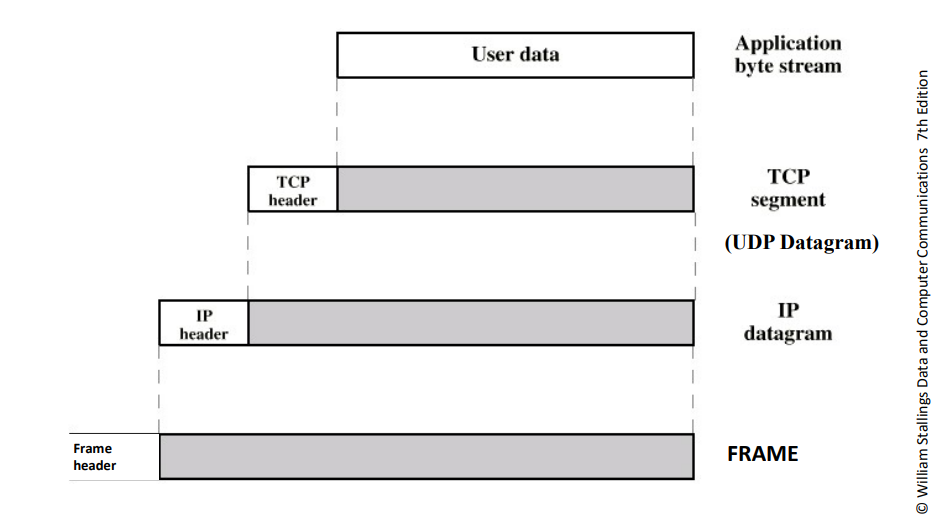 User data
Application
byte stream
TCP
header
TCP
segment
(UDP Datagram)
IP
header
IP
datagram
Frame
header
FRAME
© William Stallings Data and Computer Communications 7th Edition